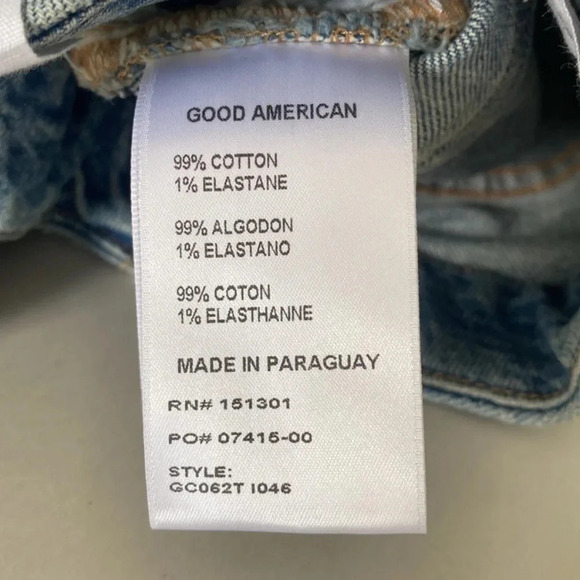 GOOD AMERICAN
99% COTTON
1% ELASTANE
99% ALGODON
1% ELASTANO
99% COTON
1% ELASTHANNE
MADE IN PARAGUAY
RN# 151301
PO# 07415-00
STYLE:
GC062T I046